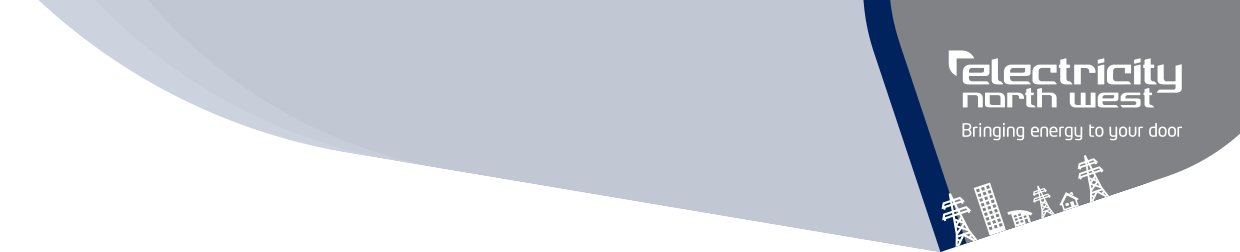 electricity
north west
Bringing energy to your door